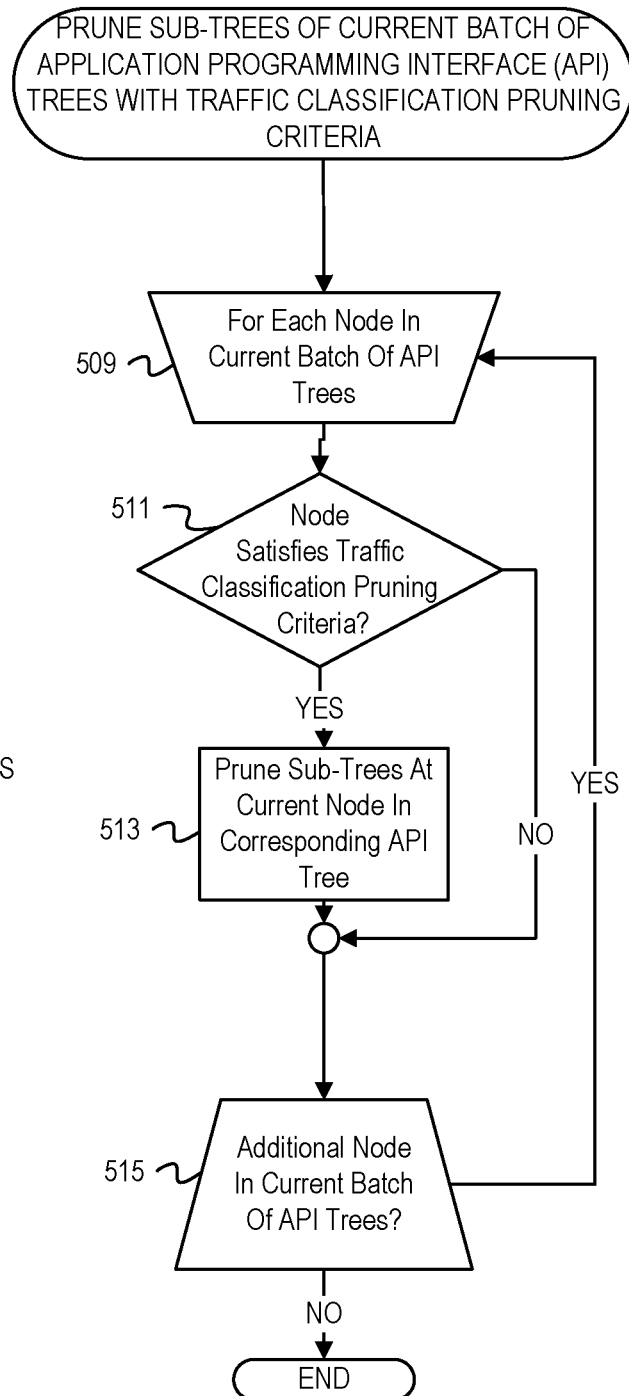 PRUNE SUB-TREES OF CURRENT BATCH OF
APPLICATION PROGRAMMING INTERFACE (API)
TREES WITH TRAFFIC CLASSIFICATION PRUNING
CRITERIA
For Each Node In
Current Batch Of API
Trees
509
511
Node
Satisfies Traffic
Classification Pruning
Criteria?
YES
S
Prune Sub-Trees At
Current Node In
Corresponding API
Tree
513
NO
YES
Additional Node
In Current Batch
Of API Trees?
515
NO
END